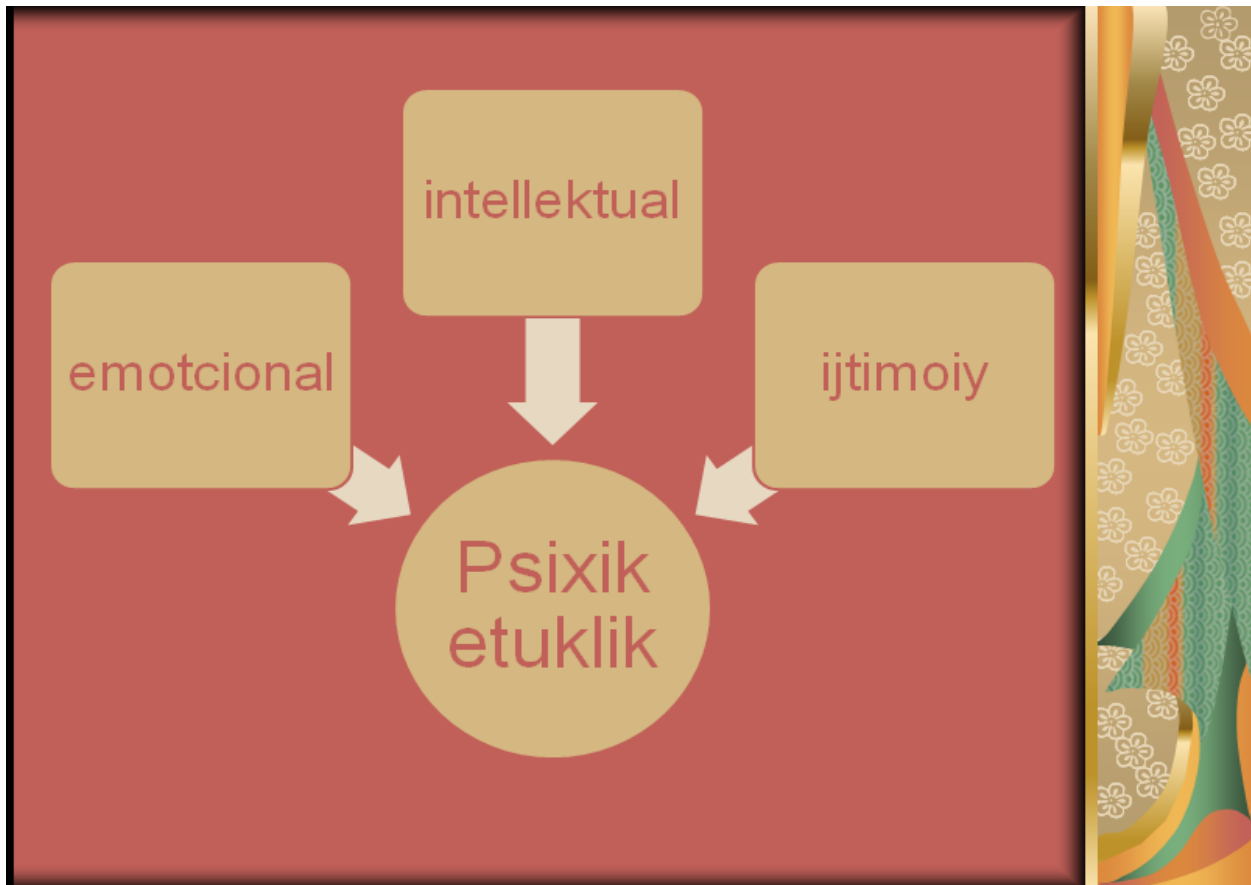 intellektual
emotcional
ijtimoiy
Psixik
etuklik